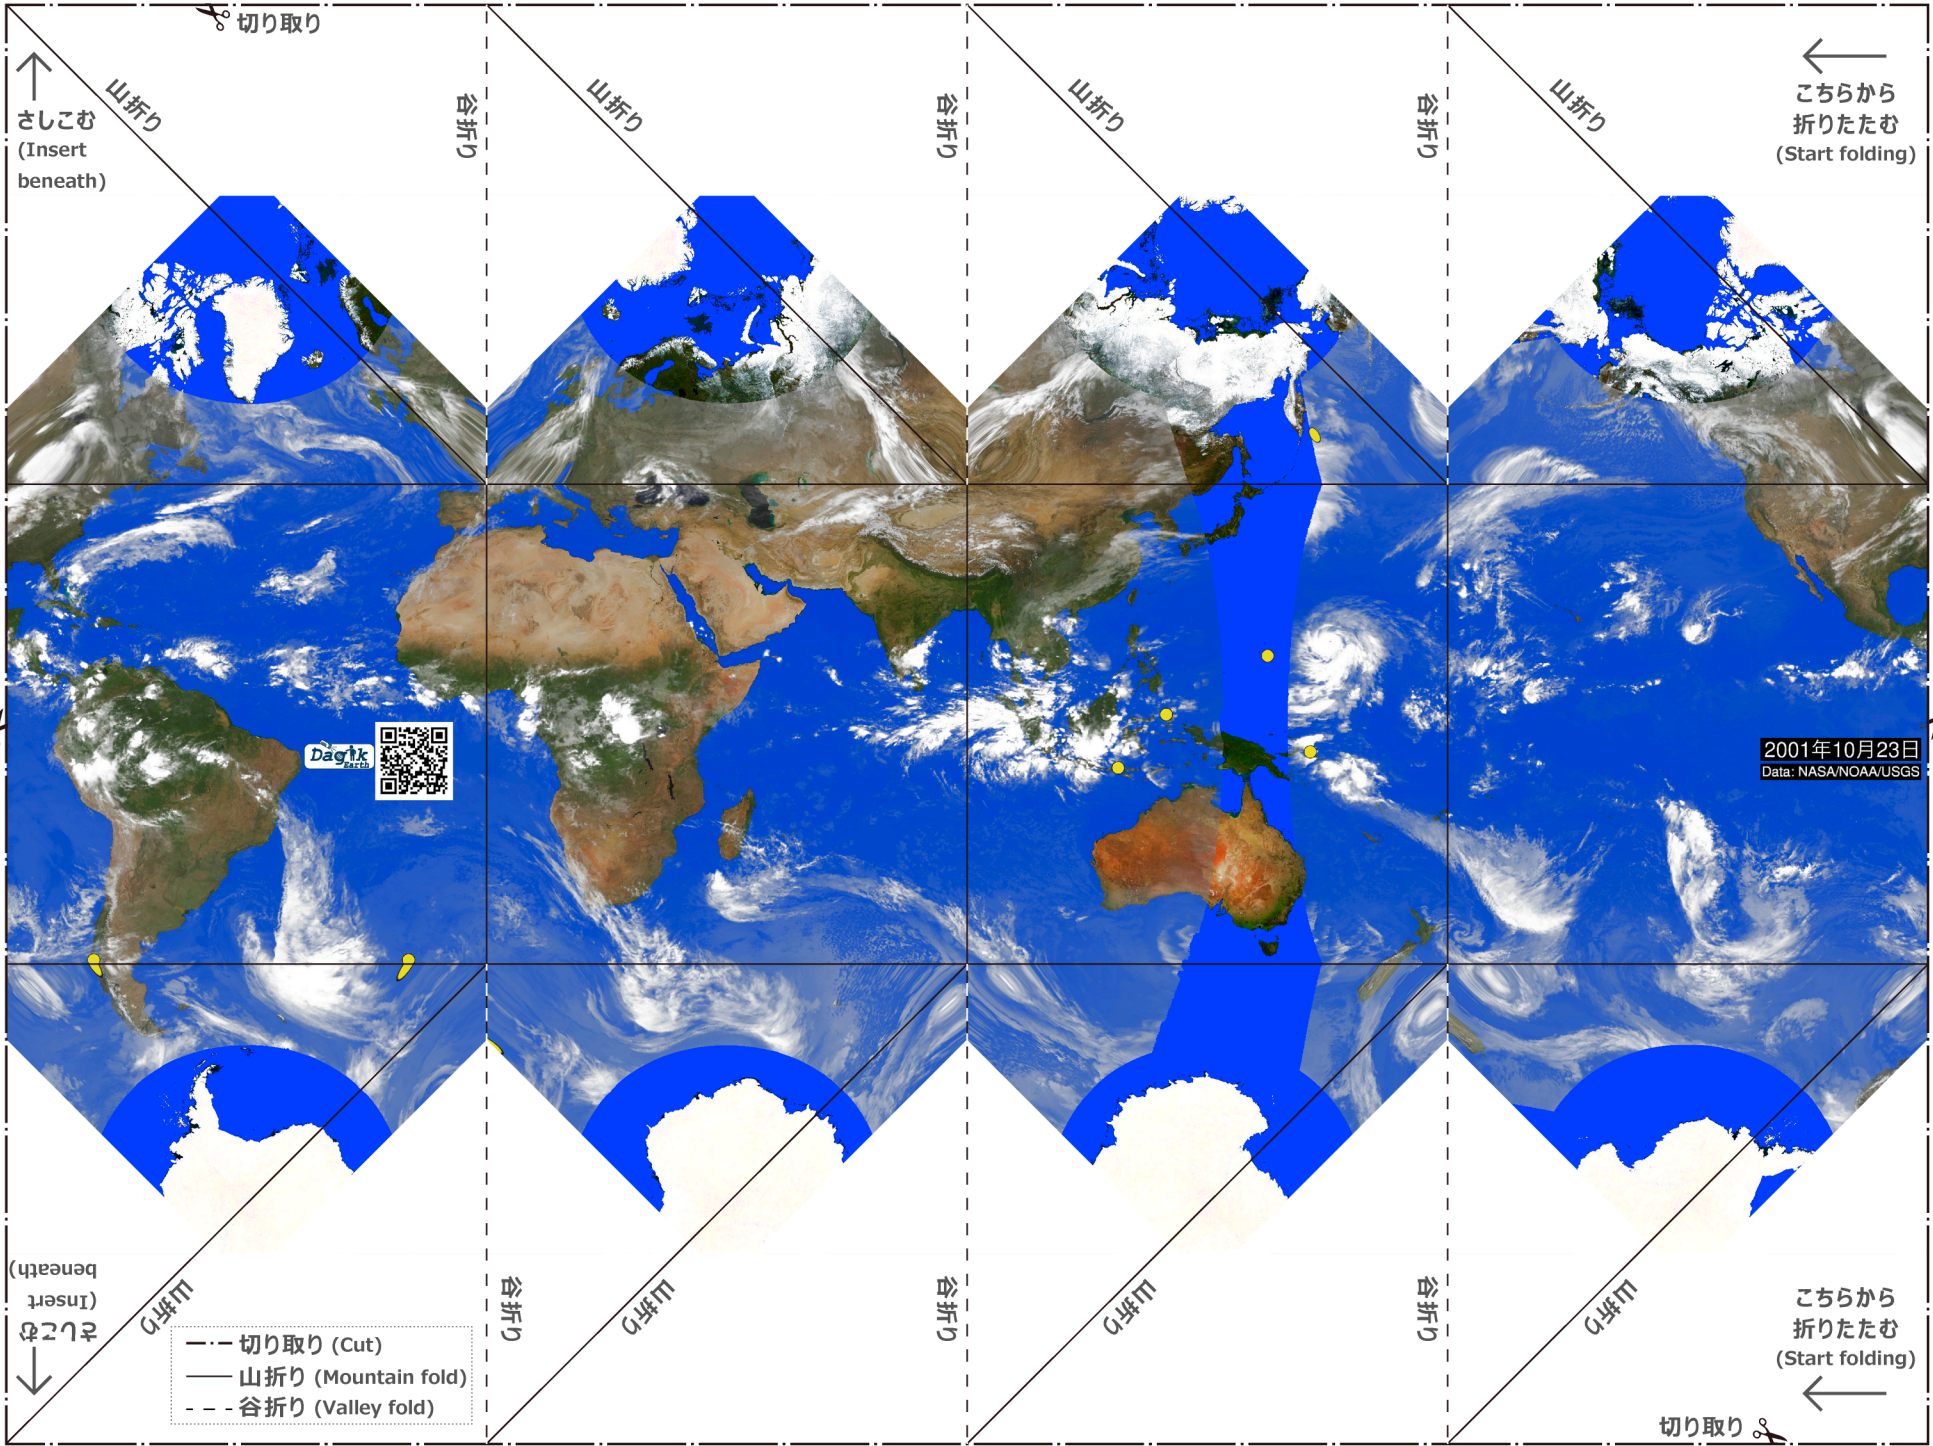 切り取り
山折り
谷折り
山折り
谷折り
山折り
谷折り
山折り
さしこむ
(Insert
beneath)
こちらから
折りたたむ
(Start folding)
Dagik
Earth
2001年10月23日
Data: NASA/NOAA/USGS
さしこむ
(Insert
beneath)
山折り
谷折り
山折り
谷折り
山折り
谷折り
山折り
こちらから
折りたたむ
(Start folding)
切り取り (Cut)
山折り (Mountain fold)
谷折り (Valley fold)
切り取り